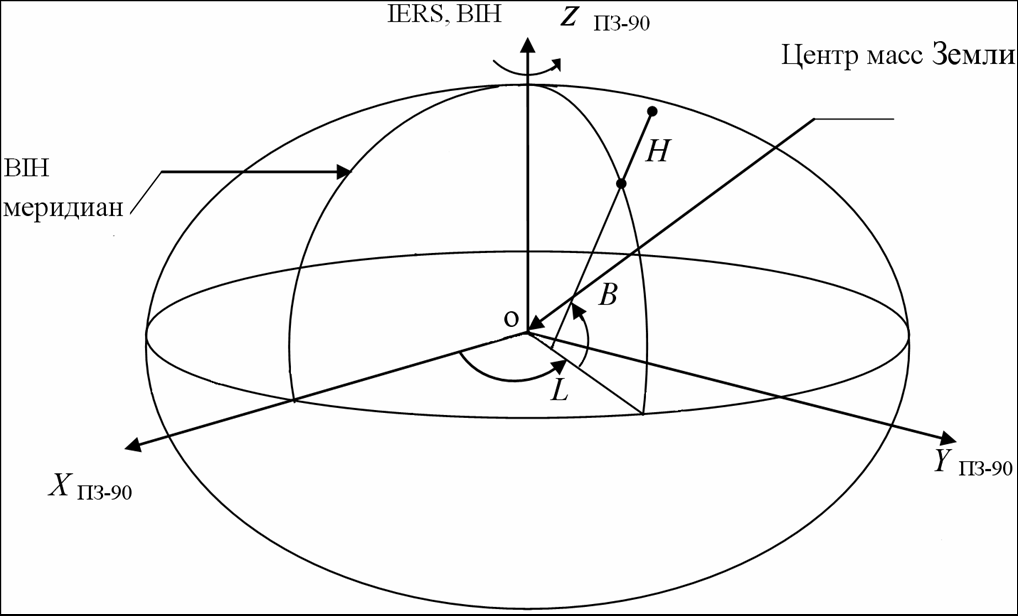 IERS, BIH
Z ПЗ-90
Центр масс Земли
BIH
меридиан
H
B
O
L
X ПЗ-90
Y ПЗ-90